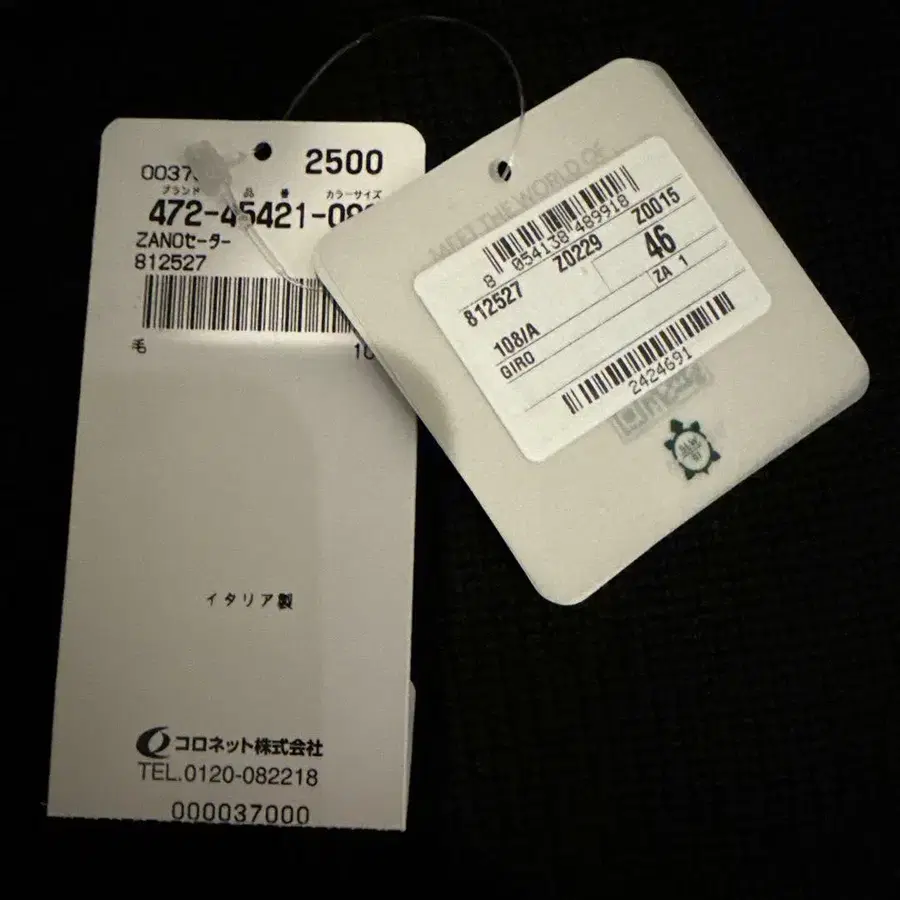 2500
ブランド 品番 カラーサイズ
472-45421-
ZANOセーター
812527
毛
イタリア製
コロネット株式会社
TEL.0120-082218
000037000
MEET THE WORLD OF
8 054138 489918
812527 Z0229 Z0015
108/A 46
GIRO ZA 1
2424691